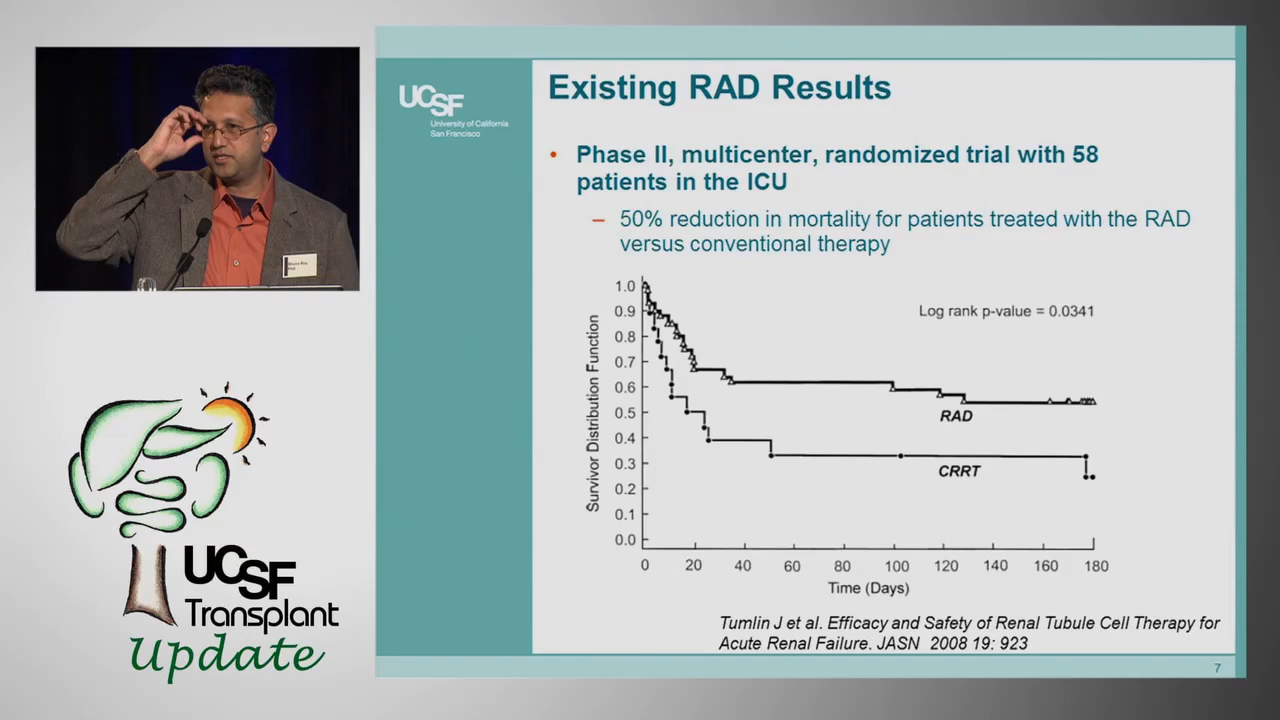 UCSF
University of California
San Francisco
Existing RAD Results
• Phase II, multicenter, randomized trial with 58
patients in the ICU
– 50% reduction in mortality for patients treated with the RAD
versus conventional therapy
Survivor Distribution Function
1.0
0.9
0.8
0.7
0.6
0.5
0.4
0.3
0.2
0.1
0.0
Log rank p-value = 0.0341
RAD
CRRT
0 20 40 60 80 100 120 140 160 180
Time (Days)
Tumlin J et al. Efficacy and Safety of Renal Tubule Cell Therapy for
Acute Renal Failure. JASN 2008 19: 923
7
UCSF
Transplant
Update